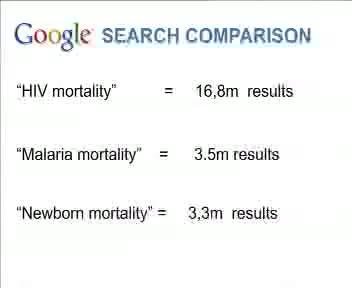 Google SEARCH COMPARISON
“HIV mortality” = 16,8m results
“Malaria mortality” = 3.5m results
“Newborn mortality” = 3,3m results